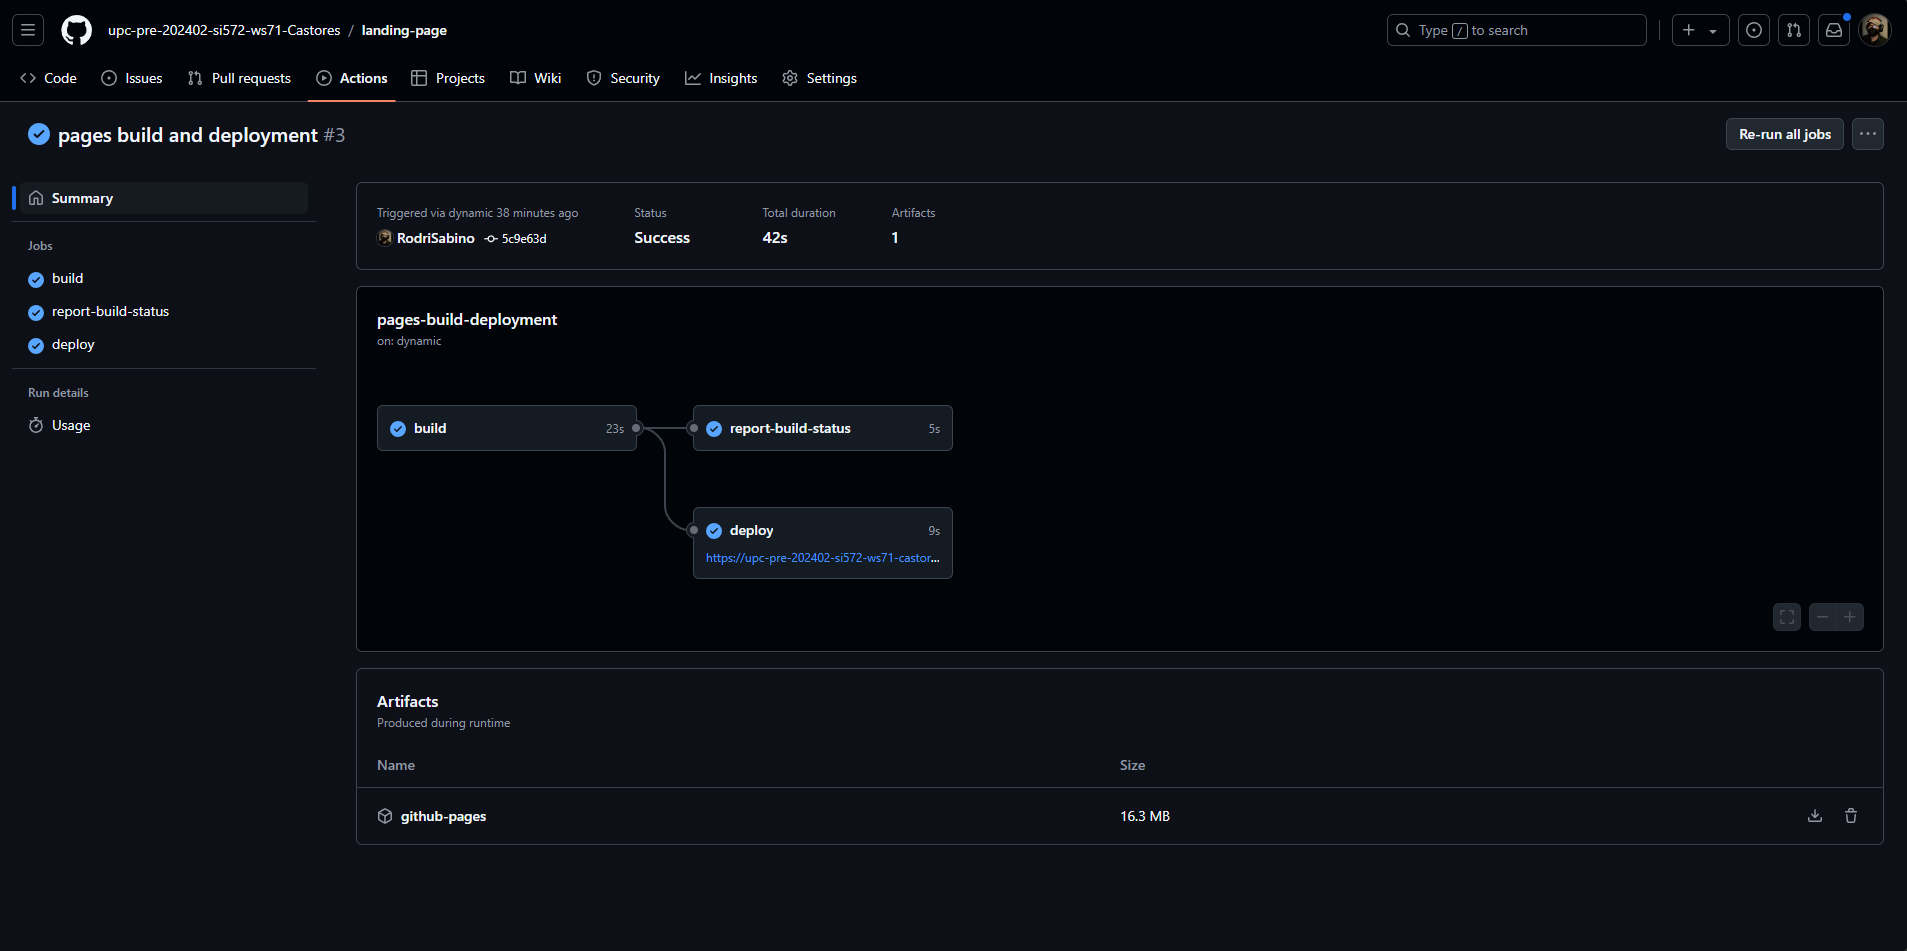 upc-pre-202402-si572-ws71-Castores / landing-page
Type / to search
Code Issues Pull requests Actions Projects Wiki Security Insights Settings
pages build and deployment #3
Re-run all jobs
Summary
Jobs
build
report-build-status
deploy
Run details
Usage
Triggered via dynamic 38 minutes ago
RodriSabino 5c9e63d
Status
Success
Total duration
42s
Artifacts
1
pages-build-deployment
on: dynamic
build 23s
report-build-status 5s
deploy 9s
https://upc-pre-202402-si572-ws71-castor...
Artifacts
Produced during runtime
Name Size
github-pages 16.3 MB